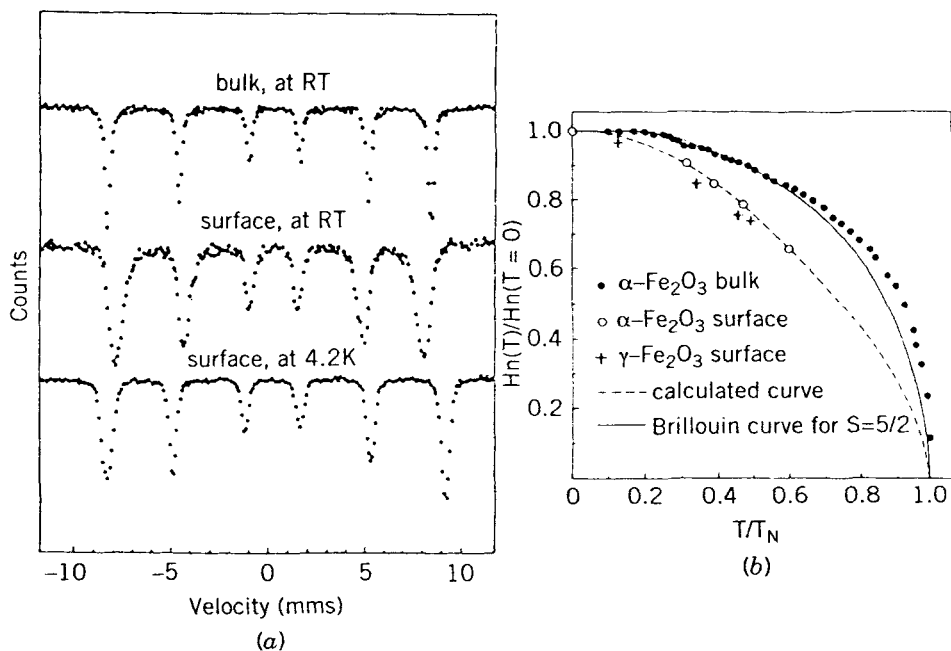 bulk, at RT
surface, at RT
surface, at 4.2K
Counts
-10 -5 0 5 10
Velocity (mms)
(a)
Hn(T)/Hn(T = 0)
1.0
0.8
0.6
0.4
0.2
α-Fe₂O₃ bulk
α-Fe₂O₃ surface
γ-Fe₂O₃ surface
calculated curve
Brillouin curve for S=5/2
0 0.2 0.4 0.6 0.8 1.0
T/T_N
(b)